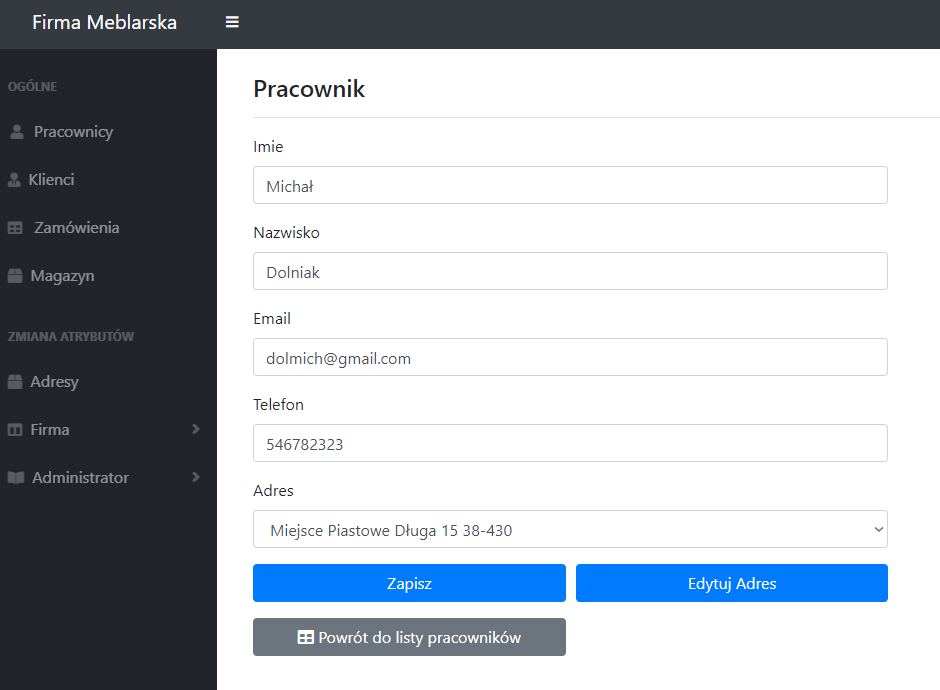 Firma Meblarska
OGÓLNE
Pracownicy
Klienci
Zamówienia
Magazyn
ZMIANA ATRYBUTÓW
Adresy
Firma
Administrator
Pracownik
Imie
Michał
Nazwisko
Dolniak
Email
dolmich@gmail.com
Telefon
546782323
Adres
Miejsce Piastowe Długa 15 38-430
Zapisz
Edytuj Adres
Powrót do listy pracowników